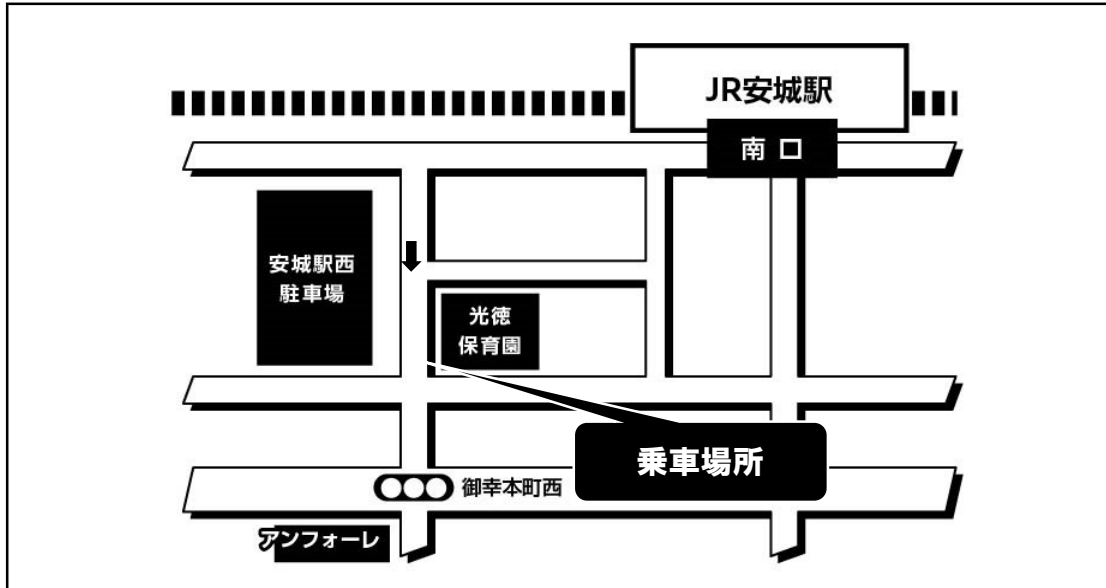 JR安城駅
南口
安城駅西
駐車場
光徳
保育園
乗車場所
御幸本町西
アンフォーレ